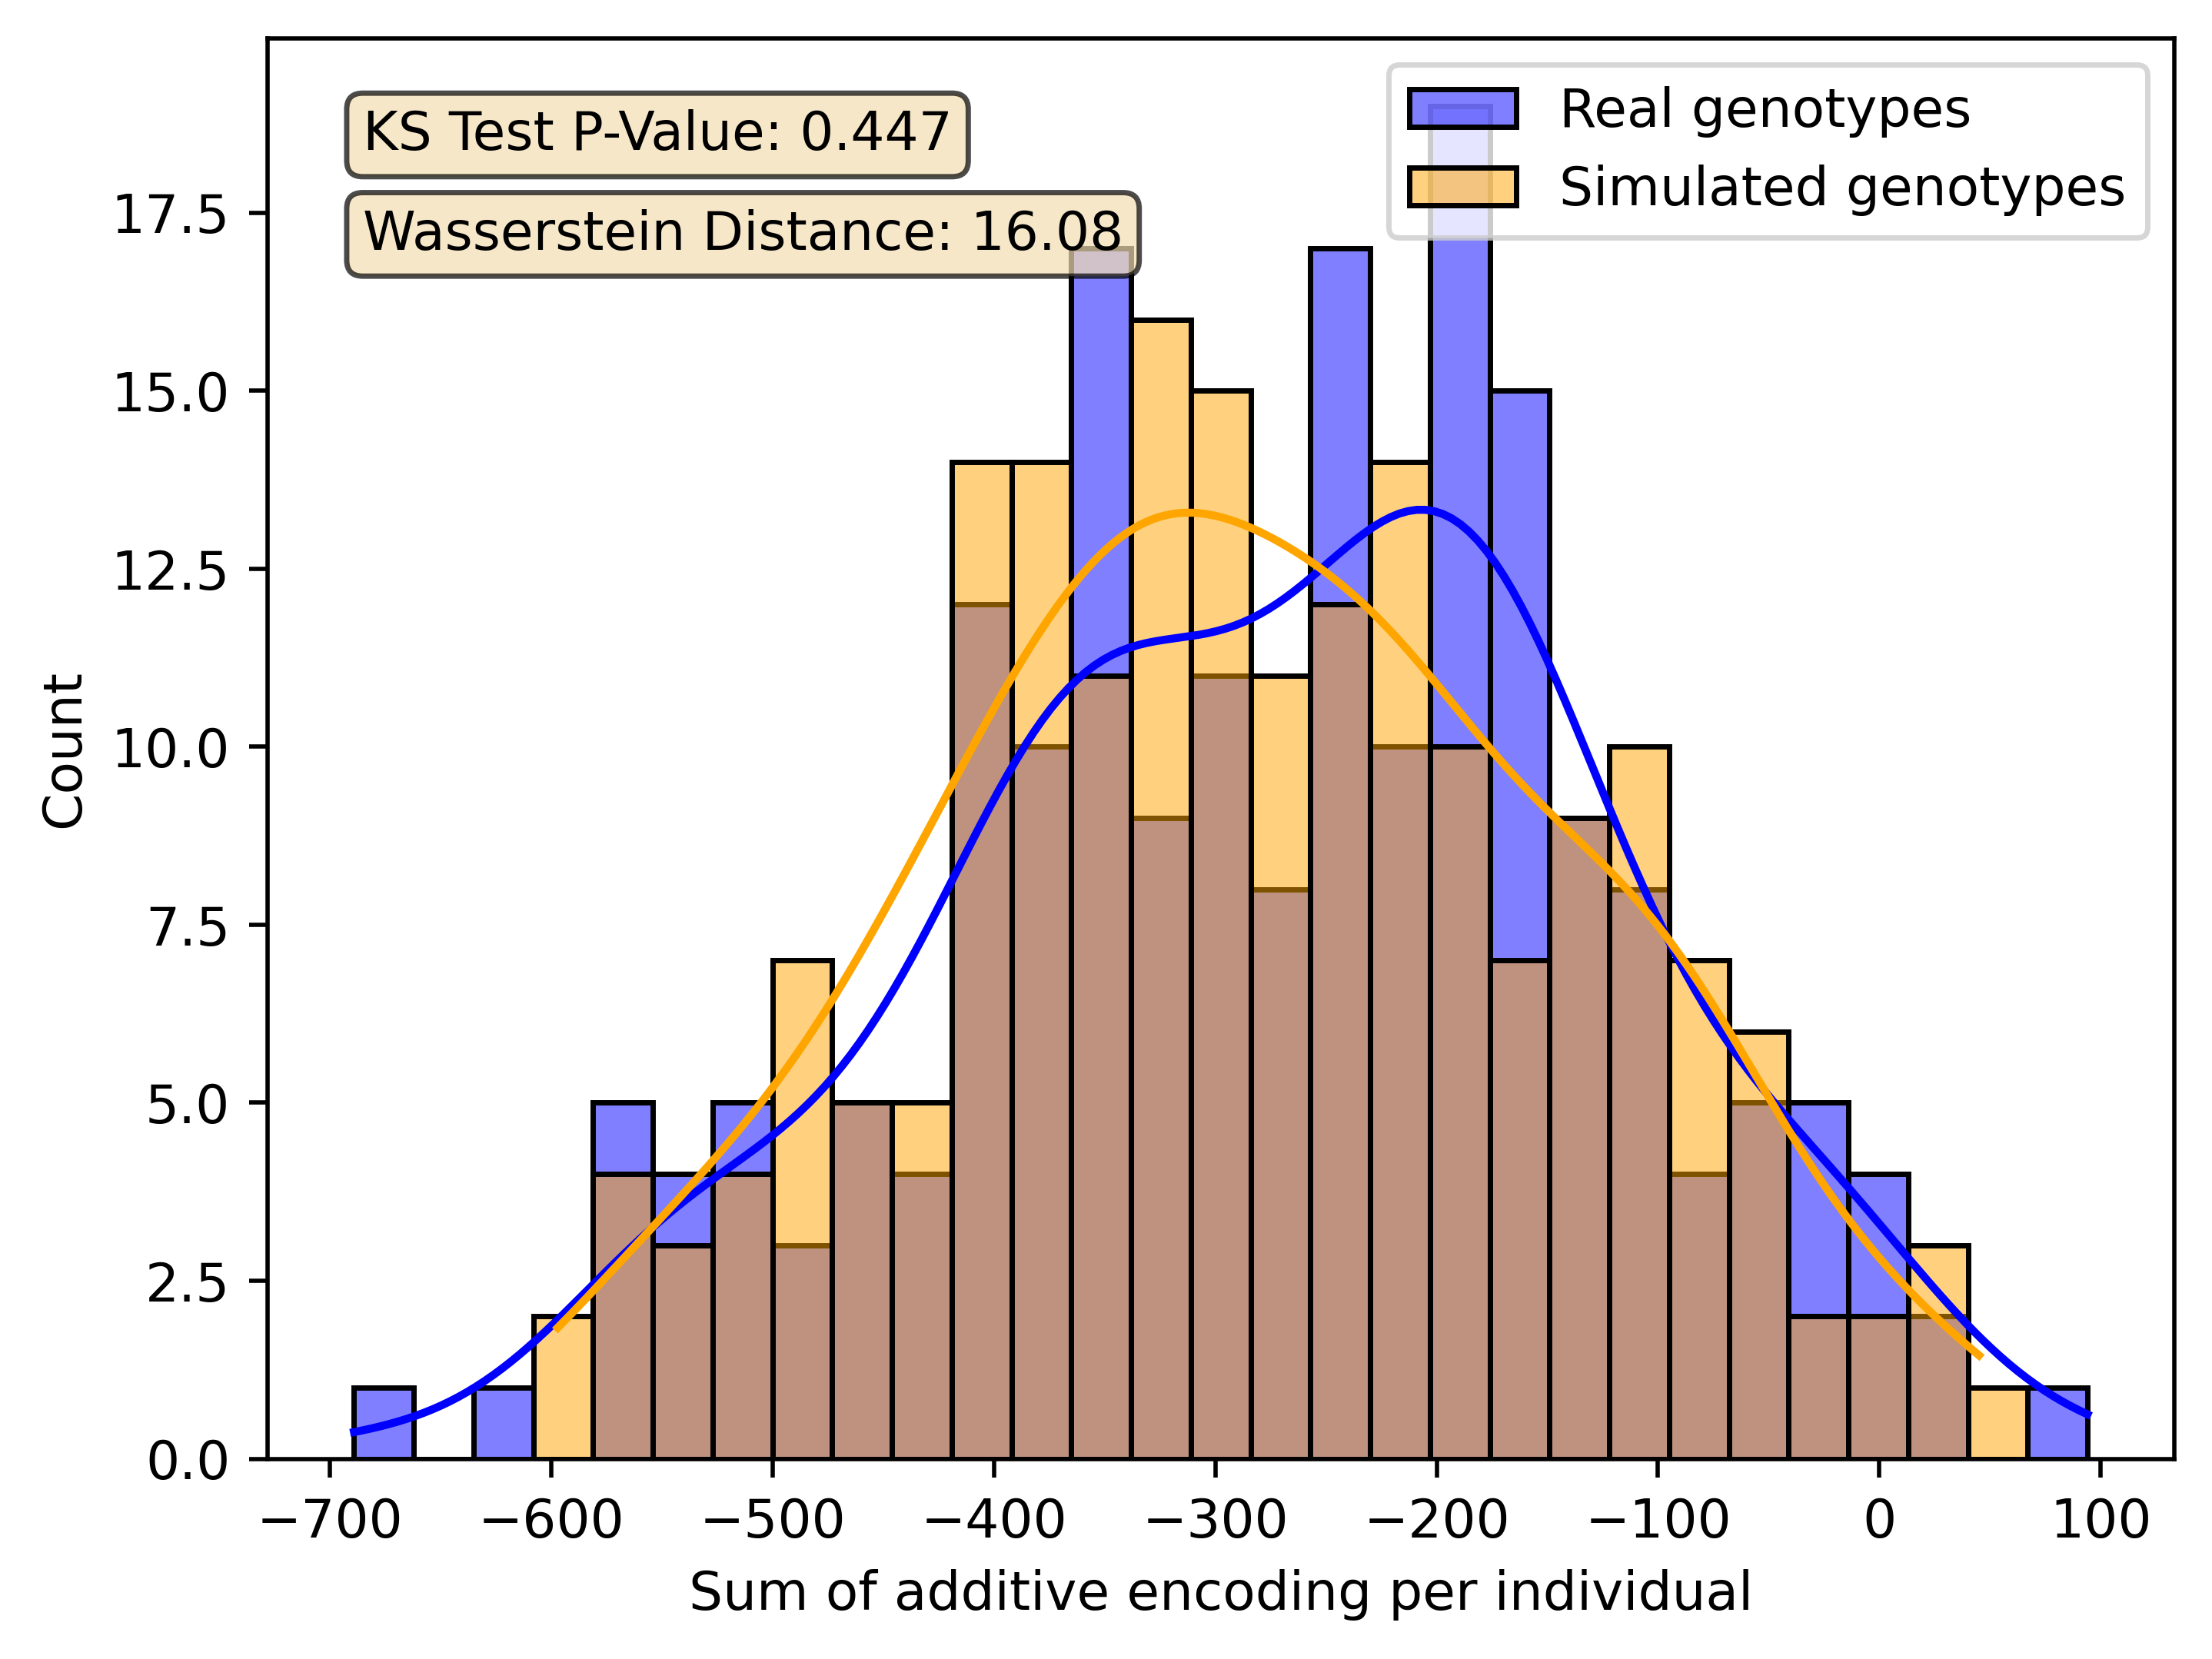 KS Test P-Value: 0.447
Wasserstein Distance: 16.08
Real genotypes
Simulated genotypes
17.5
15.0
12.5
10.0
7.5
5.0
2.5
0.0
Count
−700 −600 −500 −400 −300 −200 −100 0 100
Sum of additive encoding per individual